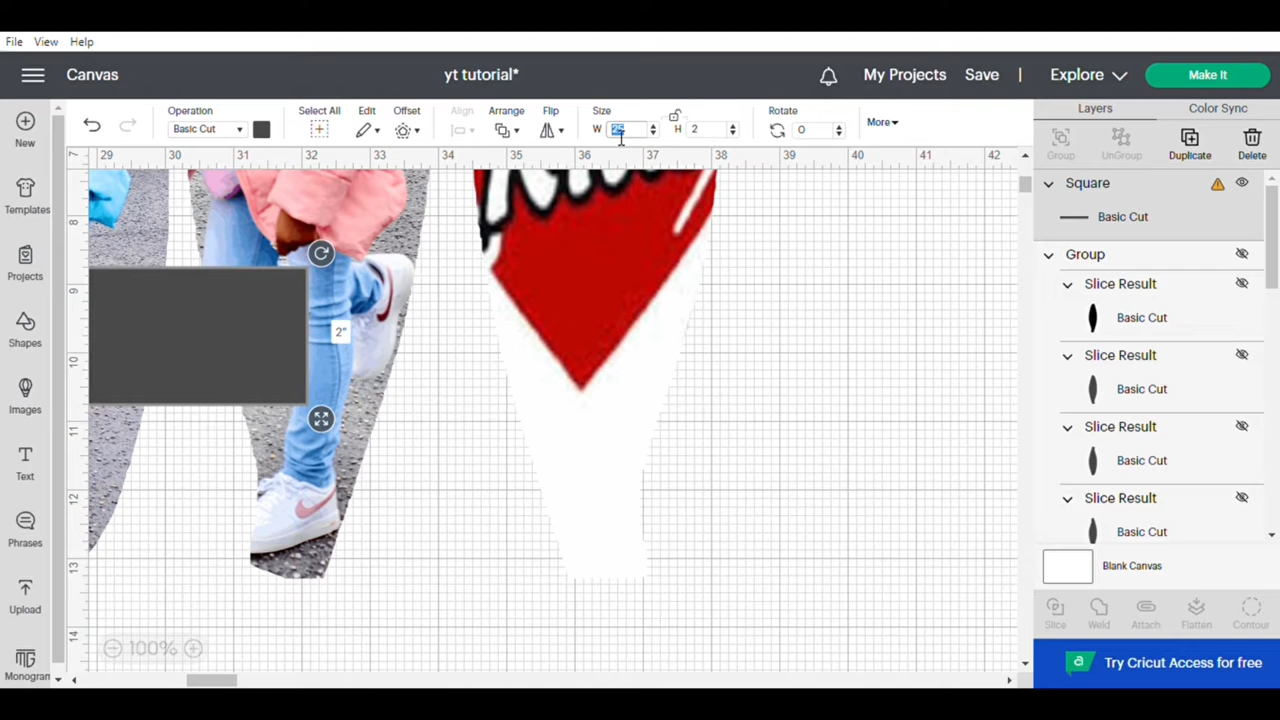 File View Help
Canvas
yt tutorial*
My Projects Save | Explore Make It
Operation
Basic Cut
Select All
Edit
Offset
Align
Arrange
Flip
Size
W
H 2
Rotate
0
More
Layers
Color Sync
Group
UnGroup
Duplicate
Delete
New
Templates
Projects
Shapes
Images
Text
Phrases
Upload
Monogram
29 30 31 32 33 34 35 36 37 38 39 40 41 42
7
8
9
10
11
12
13
14
2"
100%
Square
Basic Cut
Group
Slice Result
Basic Cut
Slice Result
Basic Cut
Slice Result
Basic Cut
Slice Result
Basic Cut
Blank Canvas
Slice
Weld
Attach
Flatten
Contour
a Try Cricut Access for free